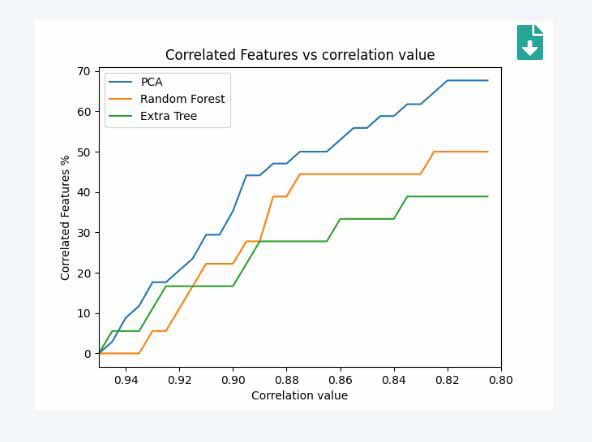 Correlated Features vs correlation value
PCA
Random Forest
Extra Tree
Correlated Features %
70
60
50
40
30
20
10
0
0.94 0.92 0.90 0.88 0.86 0.84 0.82 0.80
Correlation value